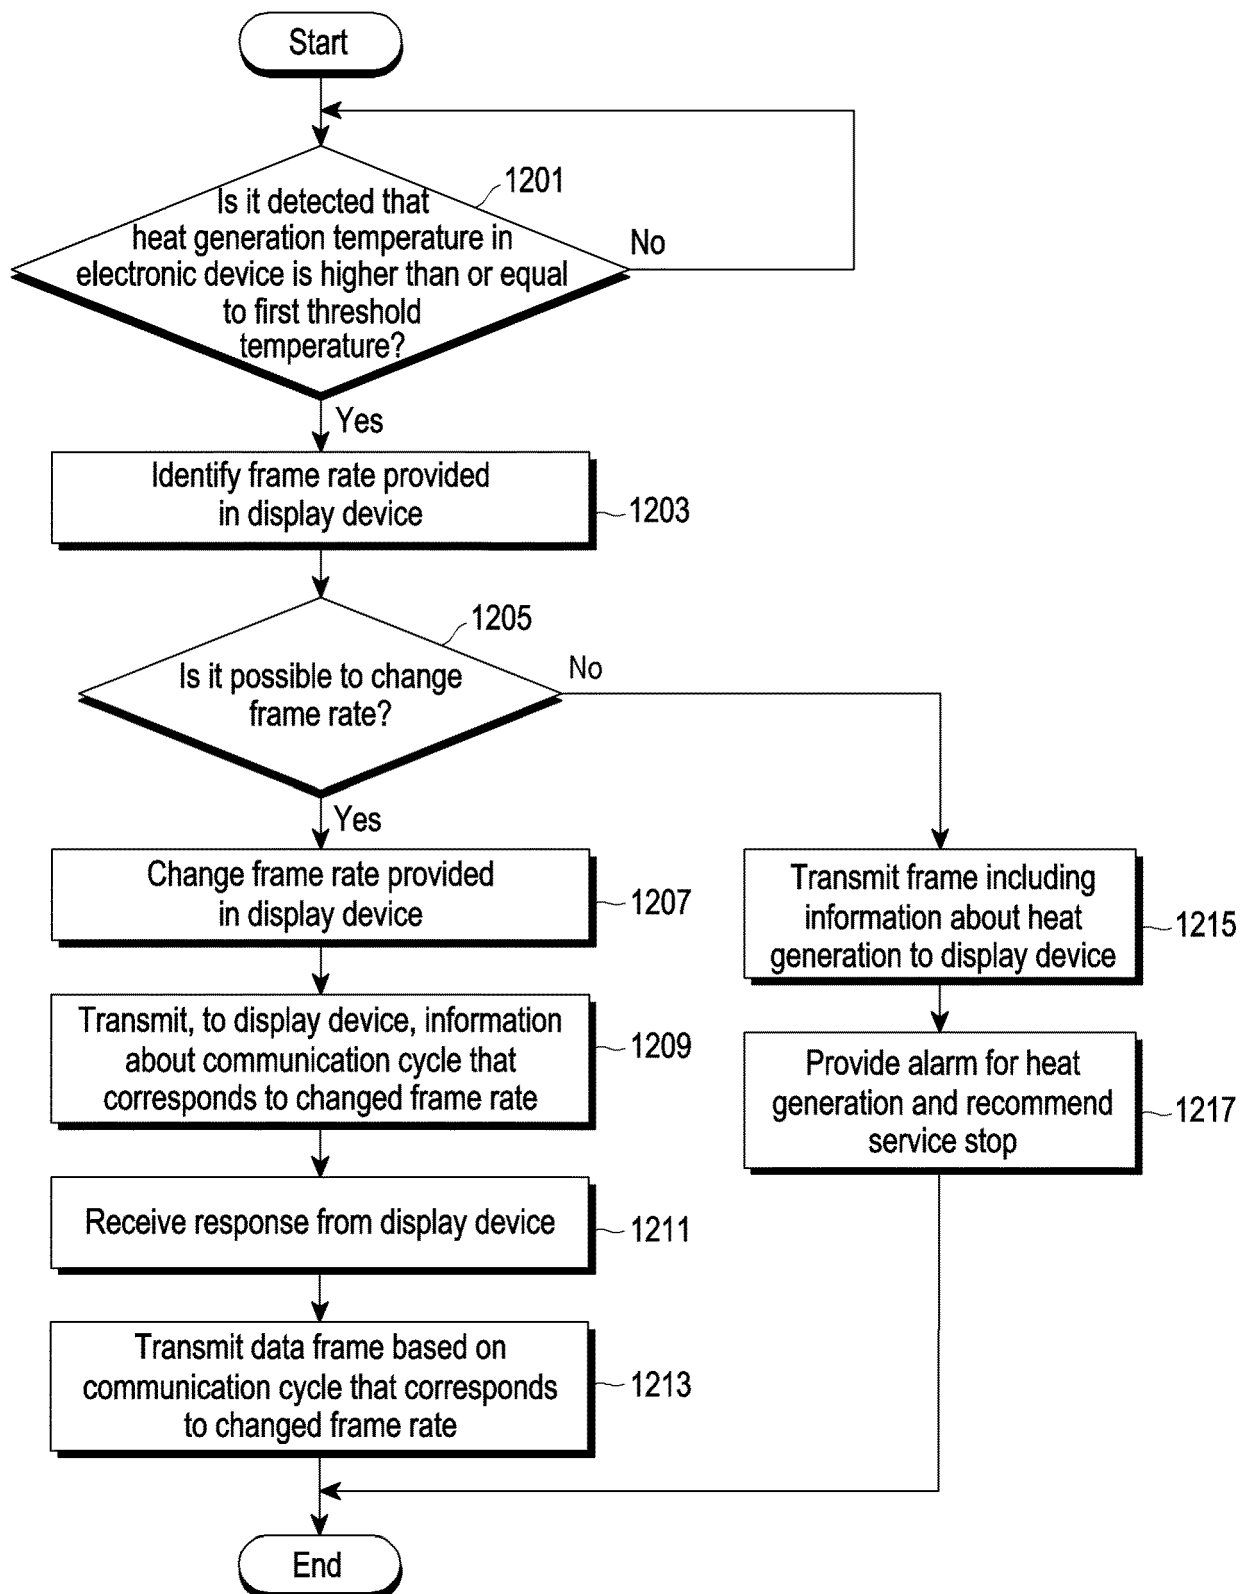 Start
1201
Is it detected that
heat generation temperature in
electronic device is higher than or equal
to first threshold
temperature?
No
Yes
Identify frame rate provided
in display device
1203
1205
Is it possible to change
frame rate?
No
Yes
Change frame rate provided
in display device
1207
Transmit, to display device, information
about communication cycle that
corresponds to changed frame rate
1209
Receive response from display device
1211
Transmit data frame based on
communication cycle that corresponds
to changed frame rate
1213
Transmit frame including
information about heat
generation to display device
1215
Provide alarm for heat
generation and recommend
service stop
1217
End